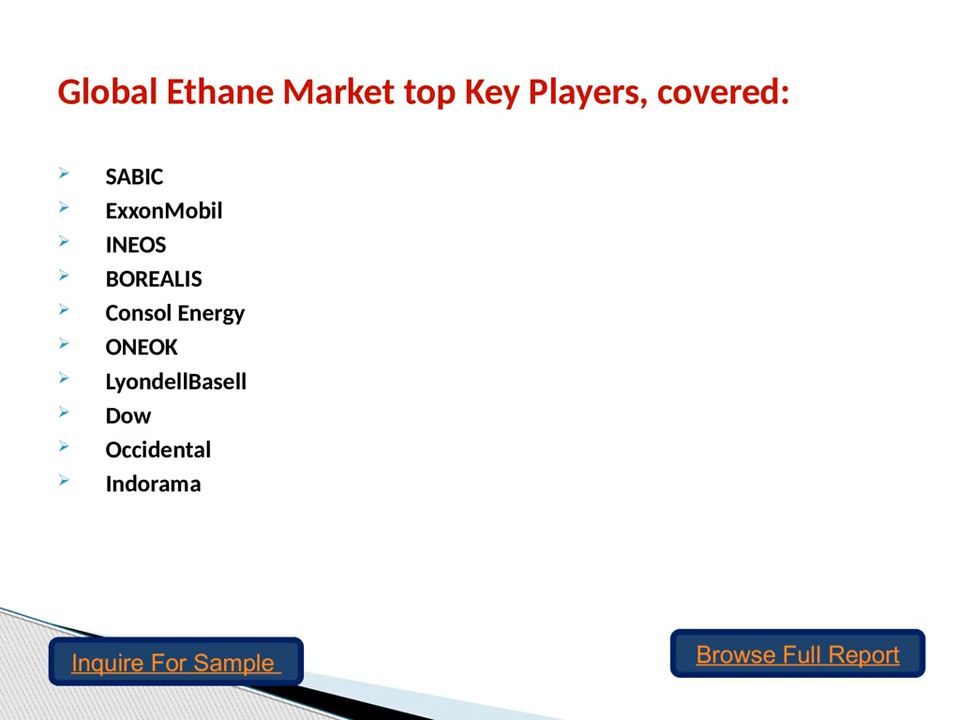 Global Ethane Market top Key Players, covered:
SABIC
ExxonMobil
INEOS
BOREALIS
Consol Energy
ONEOK
LyondellBasell
Dow
Occidental
Indorama
Inquire For Sample
Browse Full Report